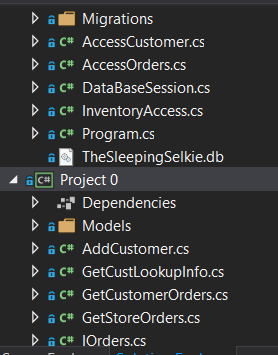 Migrations
C# AccessCustomer.cs
C# AccessOrders.cs
C# DataBaseSession.cs
C# InventoryAccess.cs
C# Program.cs
TheSleepingSelkie.db
C# Project 0
Dependencies
Models
C# AddCustomer.cs
C# GetCustLookupInfo.cs
C# GetCustomerOrders.cs
C# GetStoreOrders.cs
C# IOrders.cs